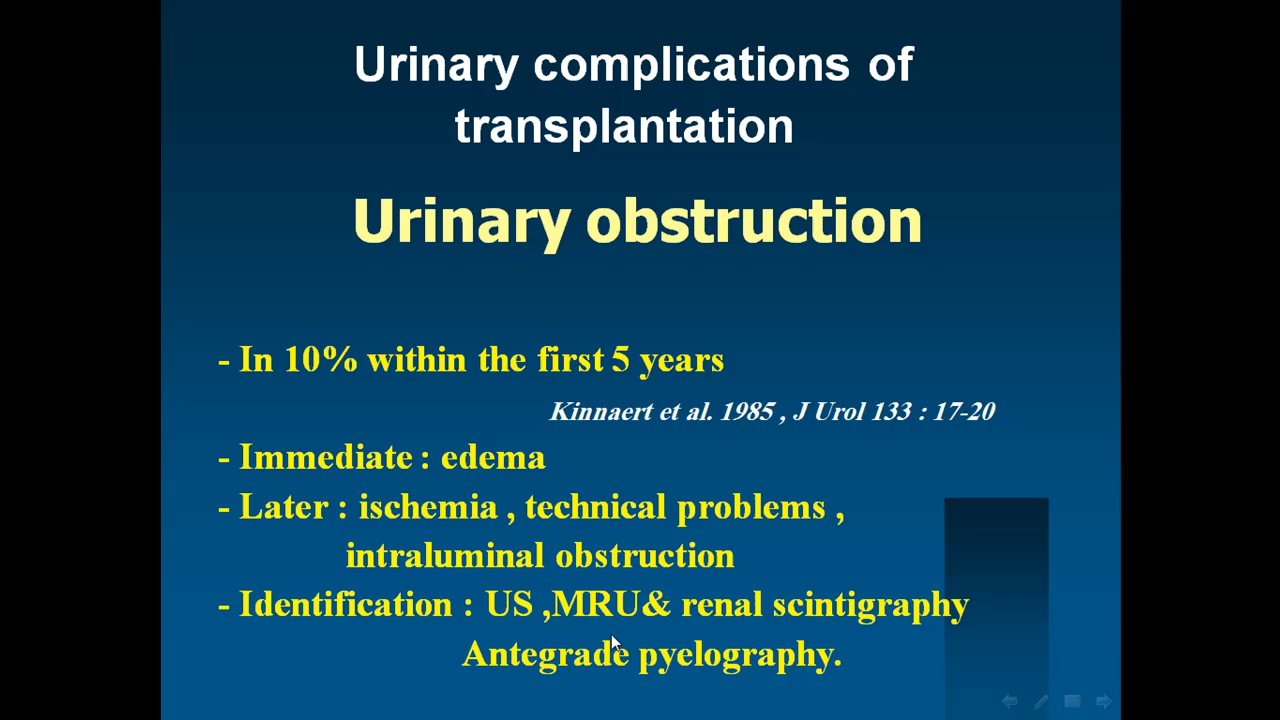 Urinary complications of
transplantation
Urinary obstruction
- In 10% within the first 5 years
Kinnaert et al. 1985 , J Urol 133 : 17-20
- Immediate : edema
- Later : ischemia , technical problems ,
intraluminal obstruction
- Identification : US ,MRU& renal scintigraphy
Antegrade pyelography.